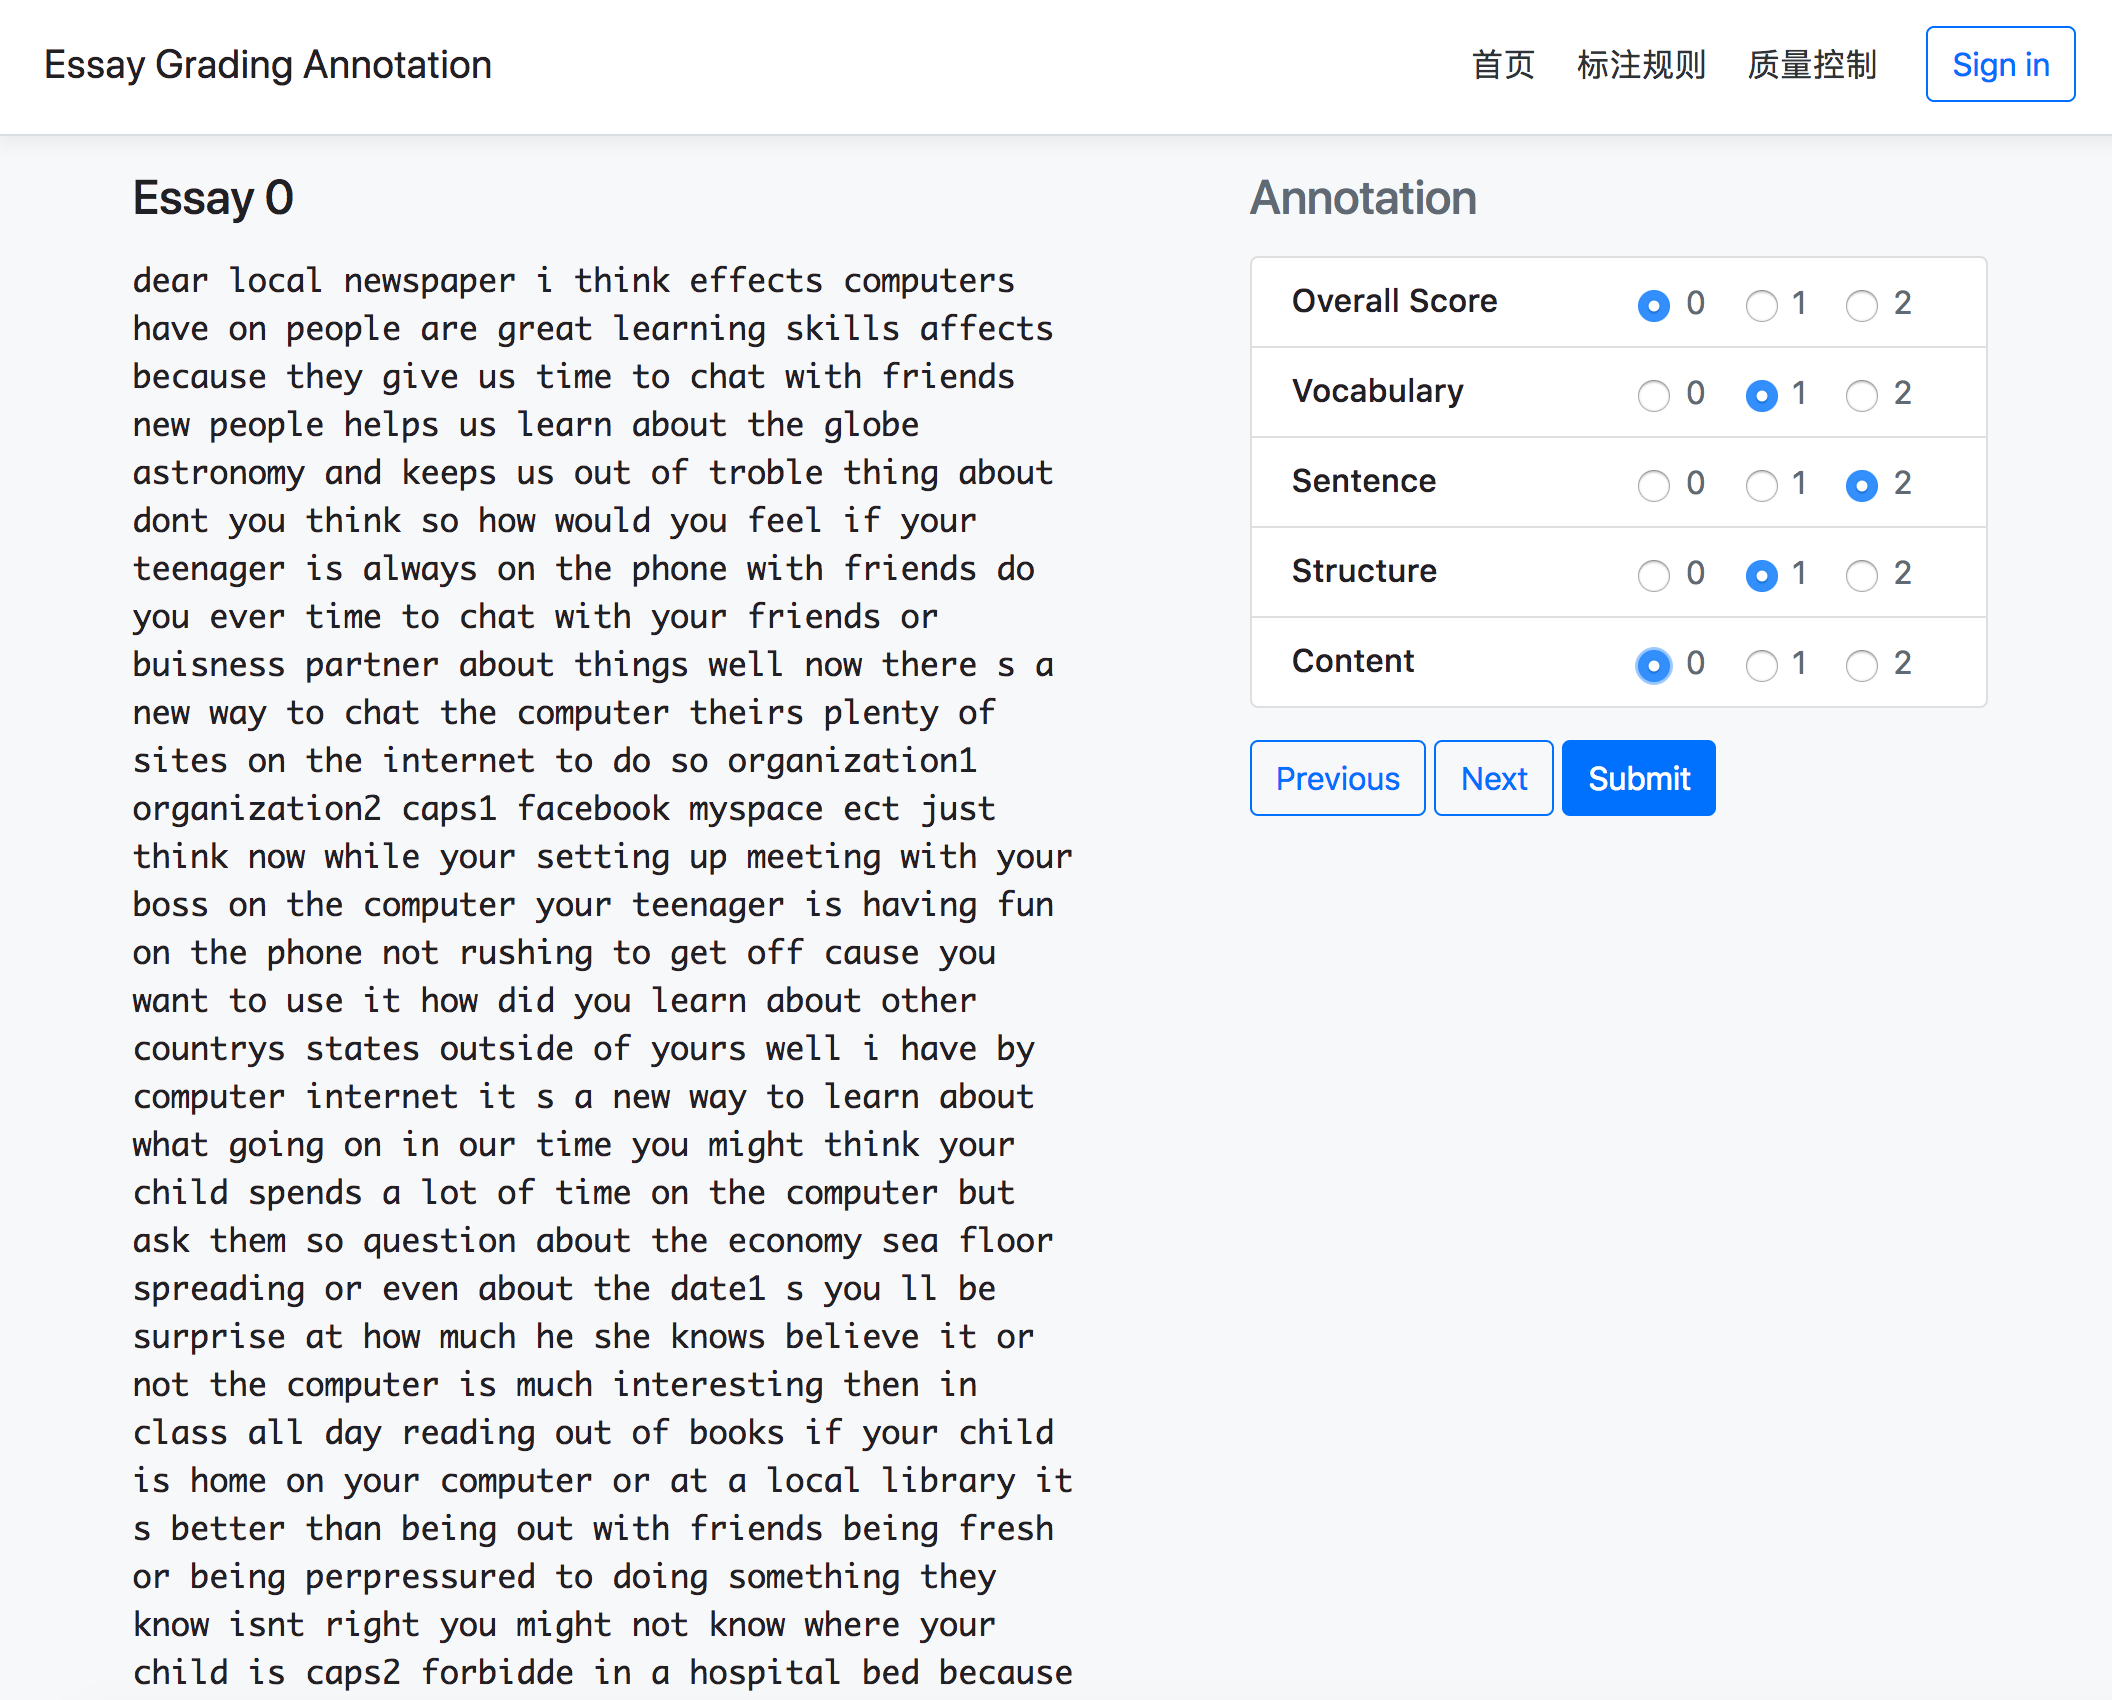 Essay Grading Annotation
首页 标注规则 质量控制 Sign in
Essay 0
dear local newspaper i think effects computers
have on people are great learning skills affects
because they give us time to chat with friends
new people helps us learn about the globe
astronomy and keeps us out of troble thing about
dont you think so how would you feel if your
teenager is always on the phone with friends do
you ever time to chat with your friends or
buisness partner about things well now there s a
new way to chat the computer theirs plenty of
sites on the internet to do so organization1
organization2 caps1 facebook myspace ect just
think now while your setting up meeting with your
boss on the computer your teenager is having fun
on the phone not rushing to get off cause you
want to use it how did you learn about other
countrys states outside of yours well i have by
computer internet it s a new way to learn about
what going on in our time you might think your
child spends a lot of time on the computer but
ask them so question about the economy sea floor
spreading or even about the date1 s you ll be
surprise at how much he she knows believe it or
not the computer is much interesting then in
class all day reading out of books if your child
is home on your computer or at a local library it
s better than being out with friends being fresh
or being perpressured to doing something they
know isnt right you might not know where your
child is caps2 forbidde in a hospital bed because
Annotation
Overall Score 0 1 2
Vocabulary 0 1 2
Sentence 0 1 2
Structure 0 1 2
Content 0 1 2
Previous Next Submit